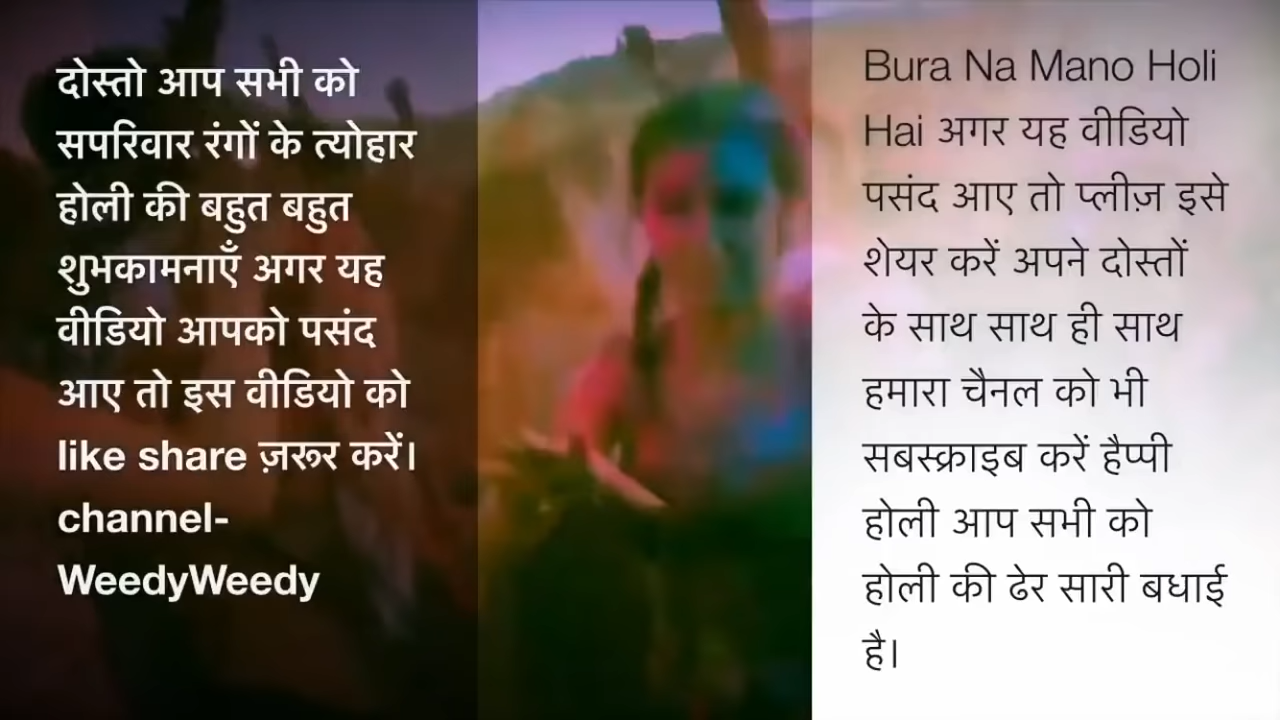 दोस्तो आप सभी को
सपरिवार रंगों के त्योहार
होली की बहुत बहुत
शुभकामनाएँ अगर यह
वीडियो आपको पसंद
आए तो इस वीडियो को
like share ज़रूर करें।
channel-
WeedyWeedy
Bura Na Mano Holi
Hai अगर यह वीडियो
पसंद आए तो प्लीज़ इसे
शेयर करें अपने दोस्तों
के साथ साथ ही साथ
हमारा चैनल को भी
सबस्क्राइब करें हैप्पी
होली आप सभी को
होली की ढेर सारी बधाई
है।